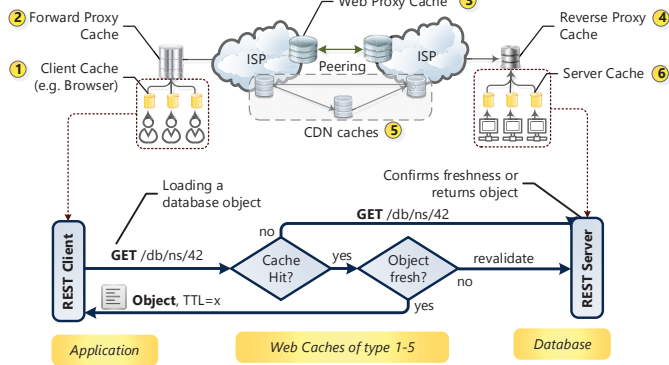 Web Proxy Cache 3
2 Forward Proxy
Cache
Reverse Proxy 4
Cache
ISP
ISP
Peering
1 Client Cache
(e.g. Browser)
Server Cache 6
CDN caches 5
Loading a
database object
Confirms freshness or
returns object
GET /db/ns/42
no
REST Client
GET /db/ns/42
Cache
Hit?
yes
Object
fresh?
revalidate
no
REST Server
Object, TTL=x
yes
Application
Web Caches of type 1-5
Database